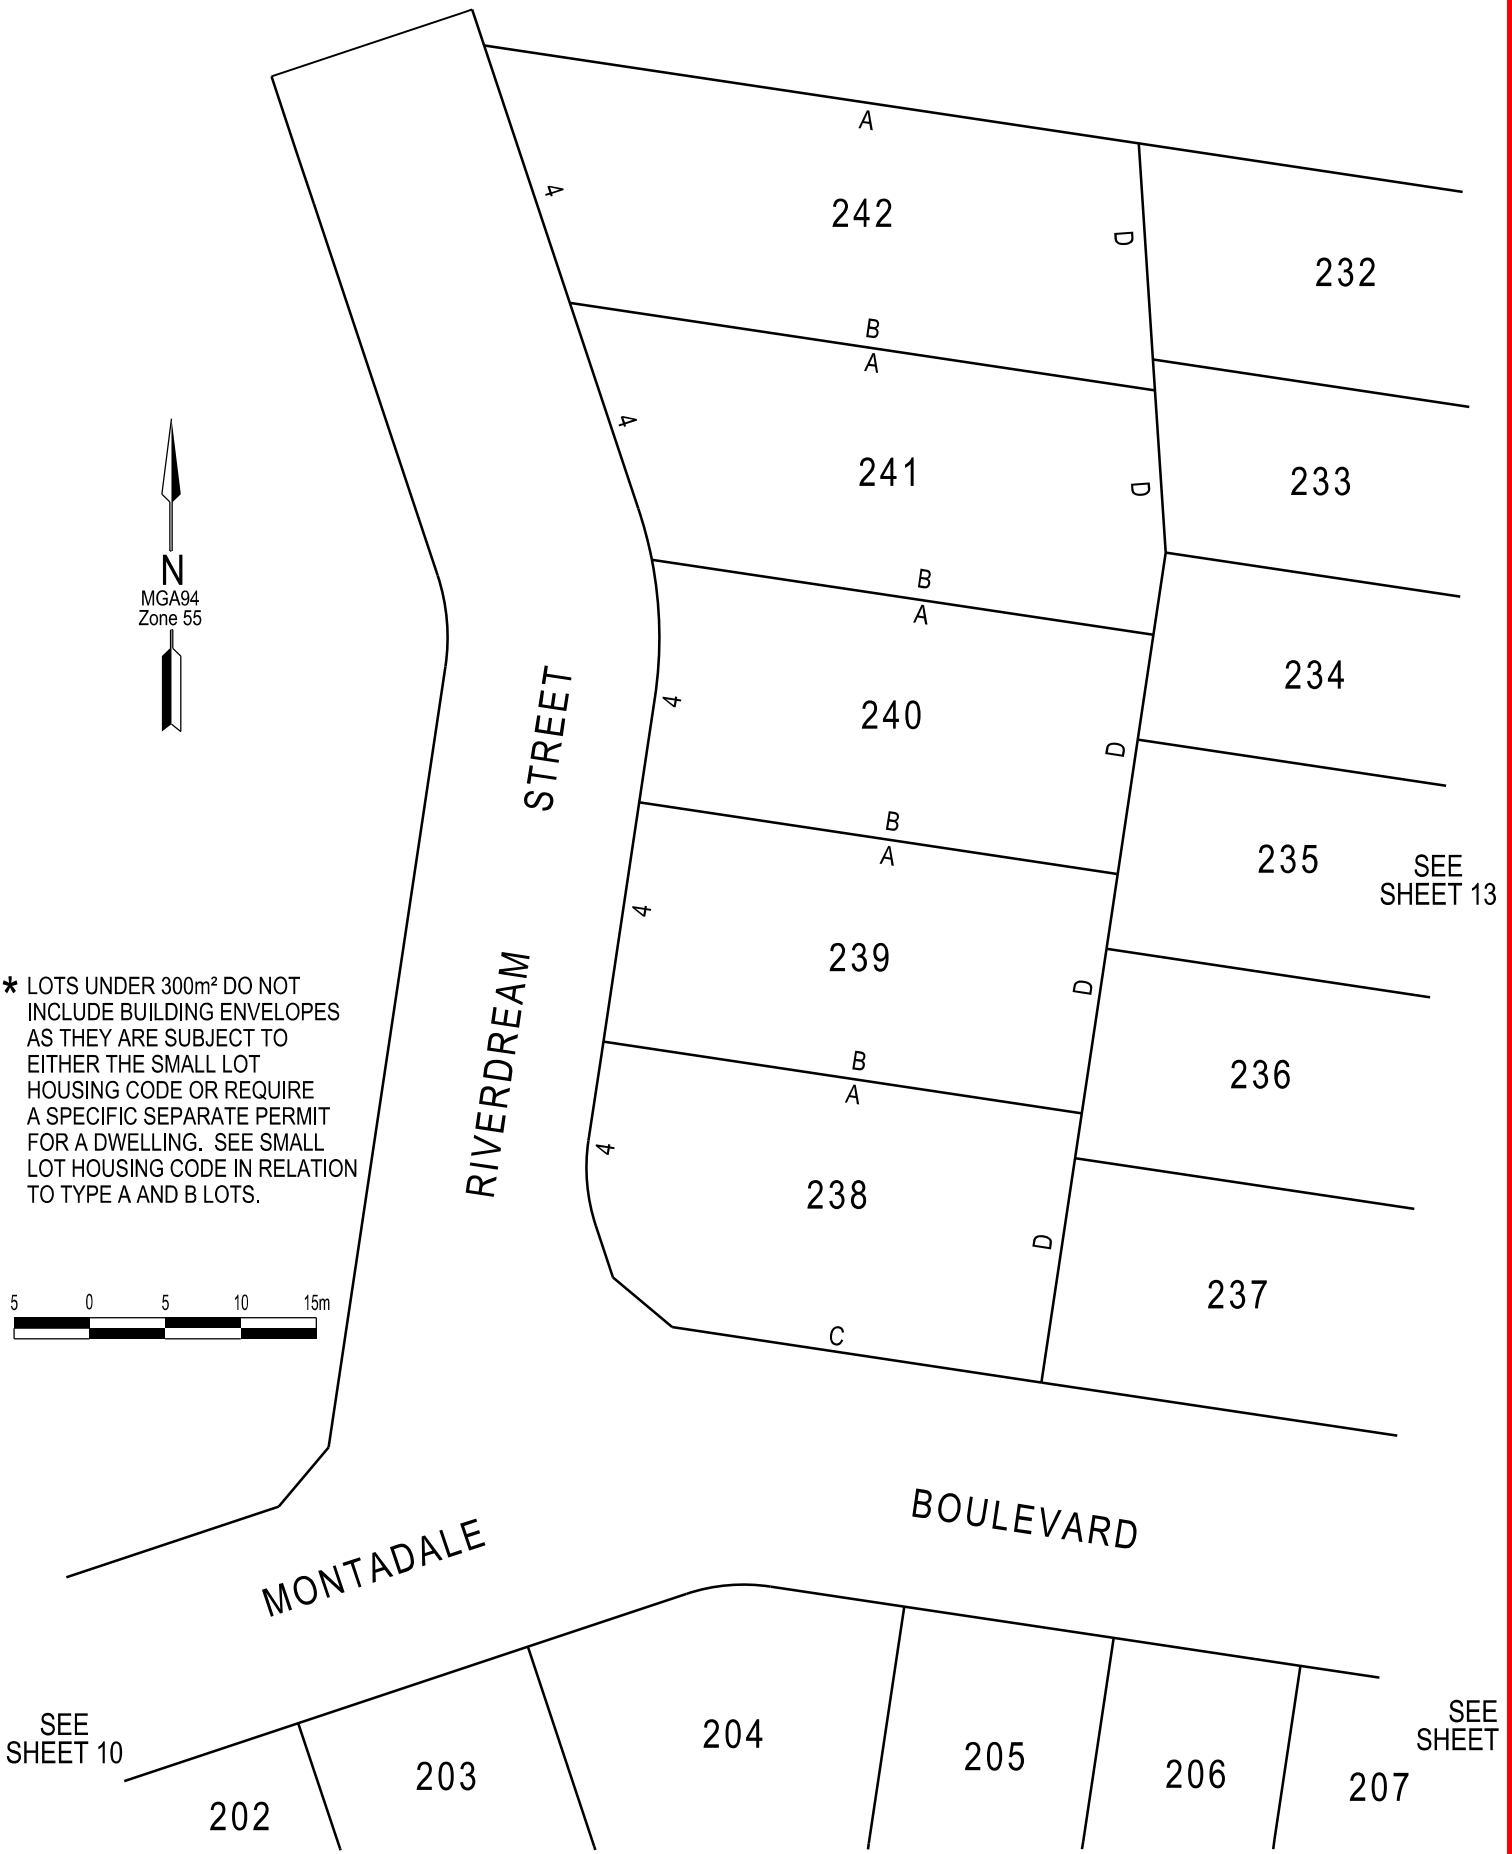 A
4
242
D
232
B
A
4
241
D
233
N
MGA94
Zone 55
B
A
234
4
240
D
STREET
B
A
235
SEE
SHEET 13
4
239
D
RIVERDREAM
* LOTS UNDER 300m² DO NOT
INCLUDE BUILDING ENVELOPES
AS THEY ARE SUBJECT TO
EITHER THE SMALL LOT
HOUSING CODE OR REQUIRE
A SPECIFIC SEPARATE PERMIT
FOR A DWELLING. SEE SMALL
LOT HOUSING CODE IN RELATION
TO TYPE A AND B LOTS.
B
A
236
4
238
D
237
5 0 5 10 15m
C
BOULEVARD
MONTADALE
SEE
SHEET 10
202
203
204
205
206
207
SEE
SHEET